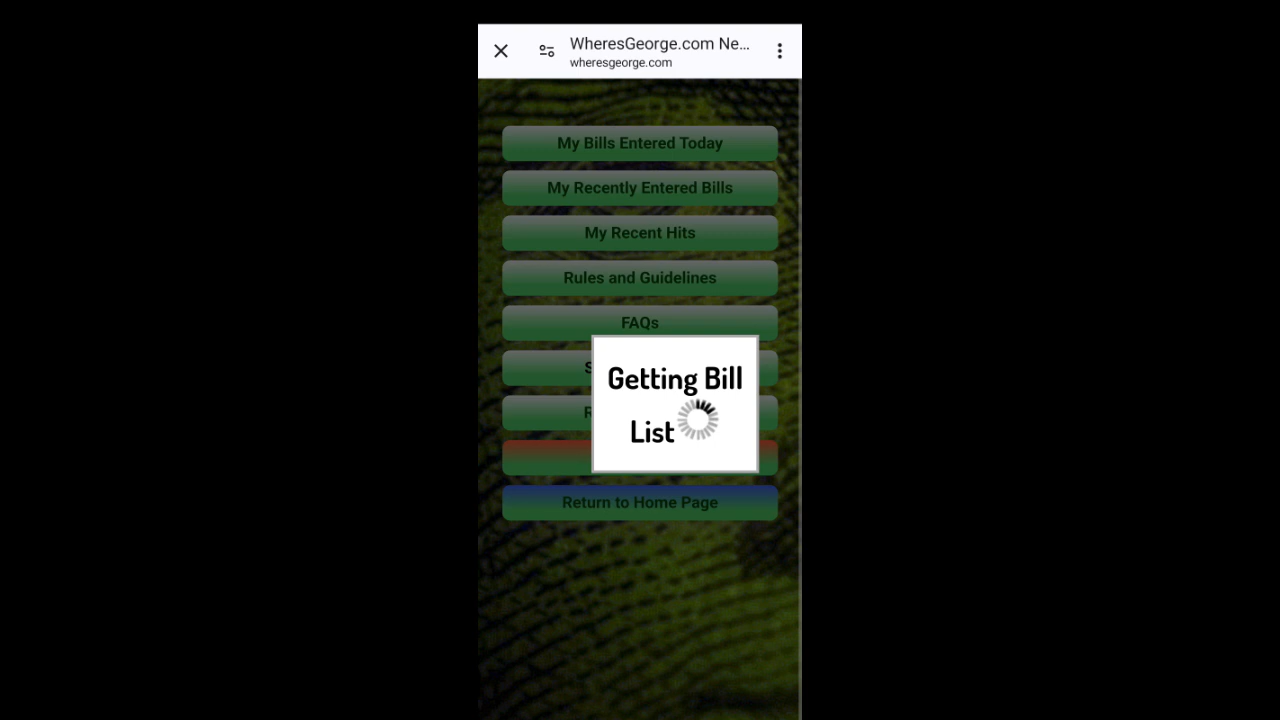 WheresGeorge.com Ne...
wheresgeorge.com
My Bills Entered Today
My Recently Entered Bills
My Recent Hits
Rules and Guidelines
FAQs
Getting Bill
List
Return to Home Page